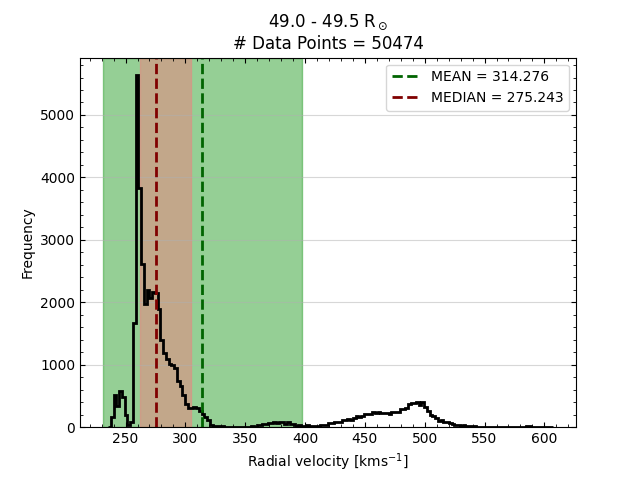 49.0 - 49.5 R⊙
# Data Points = 50474
MEAN = 314.276
MEDIAN = 275.243
Frequency
5000
4000
3000
2000
1000
0
250 300 350 400 450 500 550 600
Radial velocity [kms⁻¹]